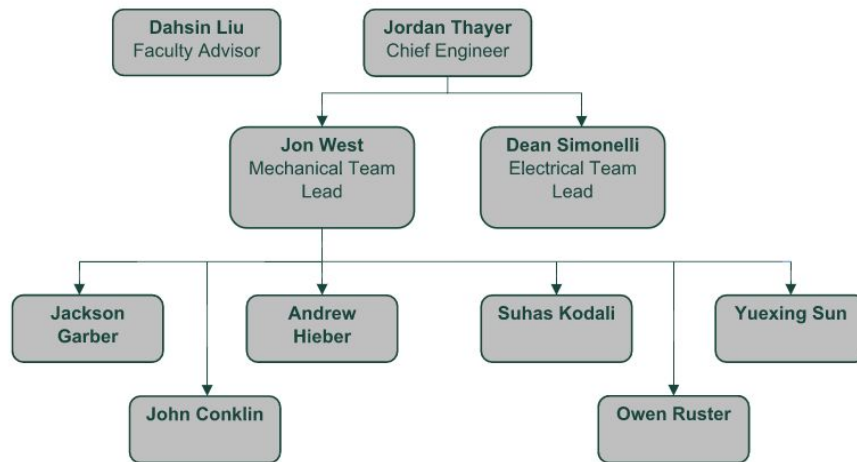 Dahsin Liu
Faculty Advisor
Jordan Thayer
Chief Engineer
Jon West
Mechanical Team
Lead
Dean Simonelli
Electrical Team
Lead
Jackson
Garber
Andrew
Hieber
Suhas Kodali
Yuexing Sun
John Conklin
Owen Ruster